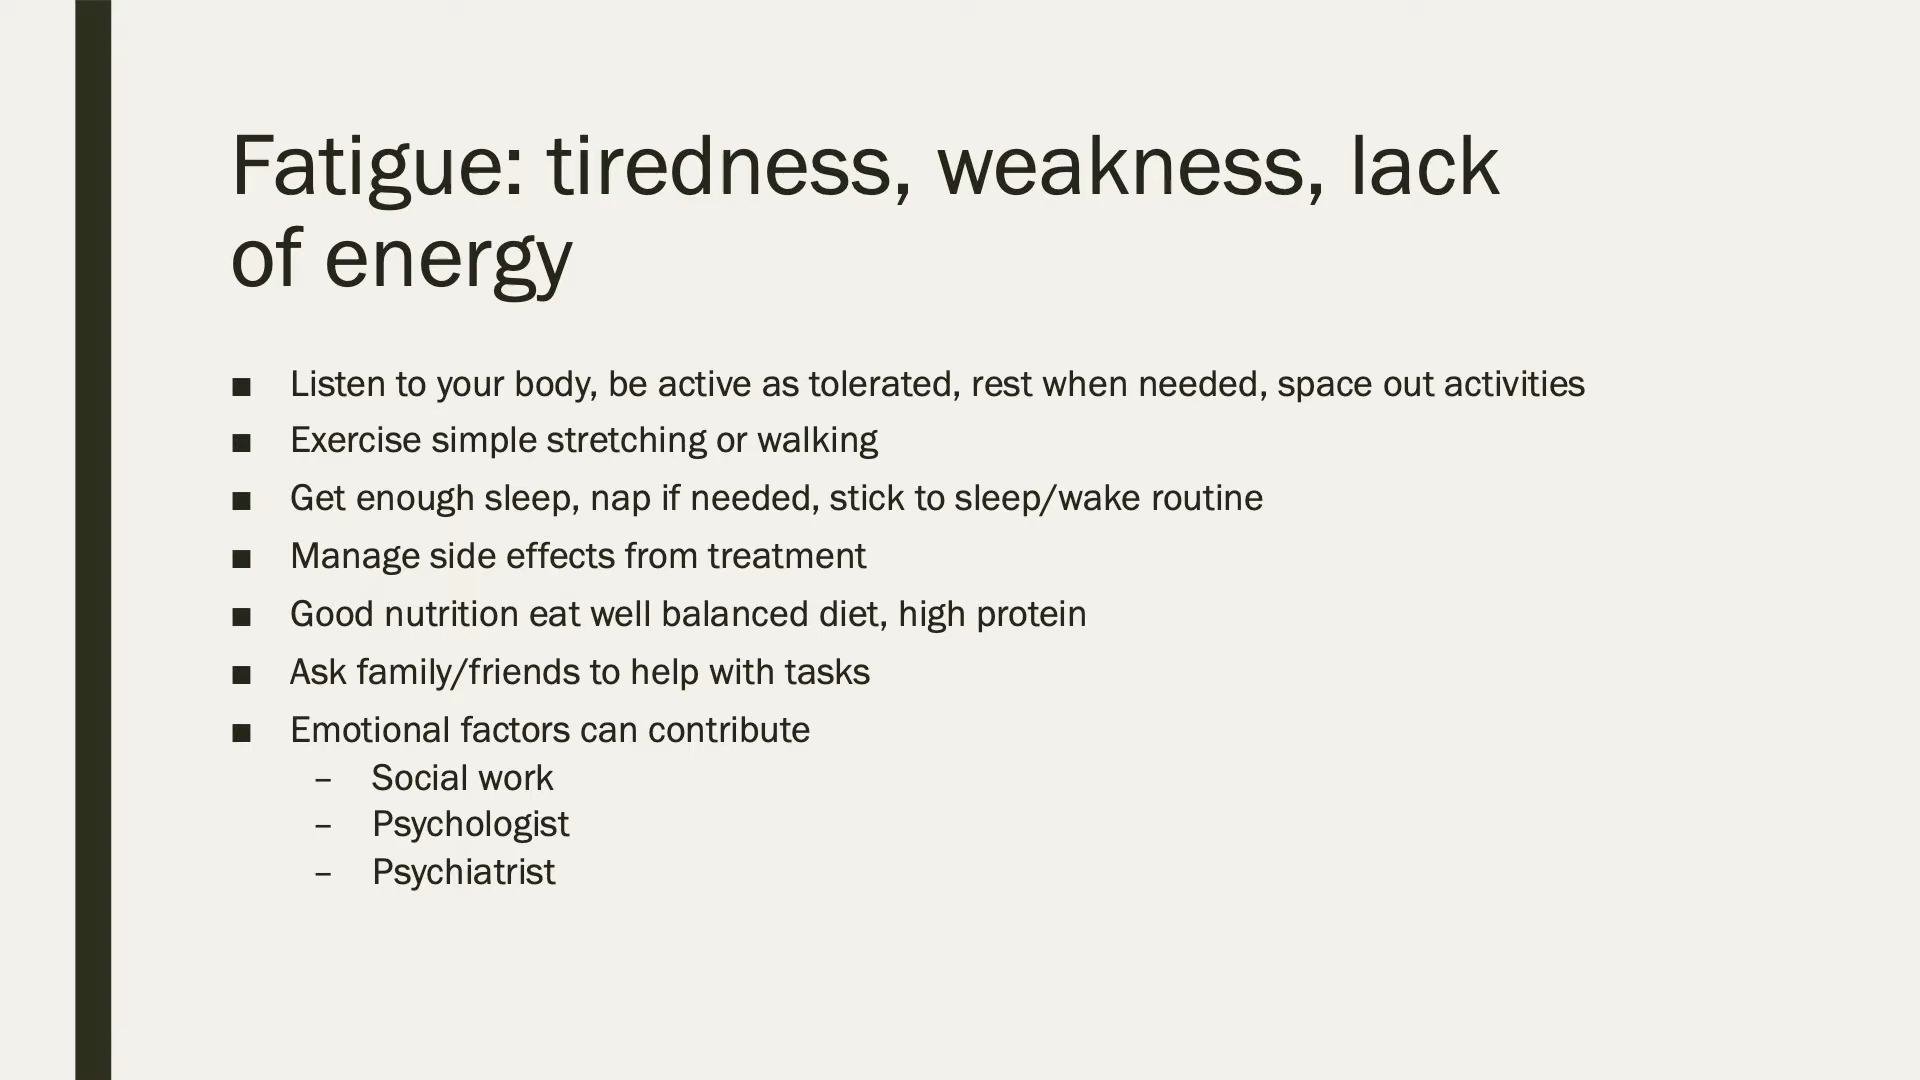 Fatigue: tiredness, weakness, lack
of energy
■ Listen to your body, be active as tolerated, rest when needed, space out activities
■ Exercise simple stretching or walking
■ Get enough sleep, nap if needed, stick to sleep/wake routine
■ Manage side effects from treatment
■ Good nutrition eat well balanced diet, high protein
■ Ask family/friends to help with tasks
■ Emotional factors can contribute
– Social work
– Psychologist
– Psychiatrist